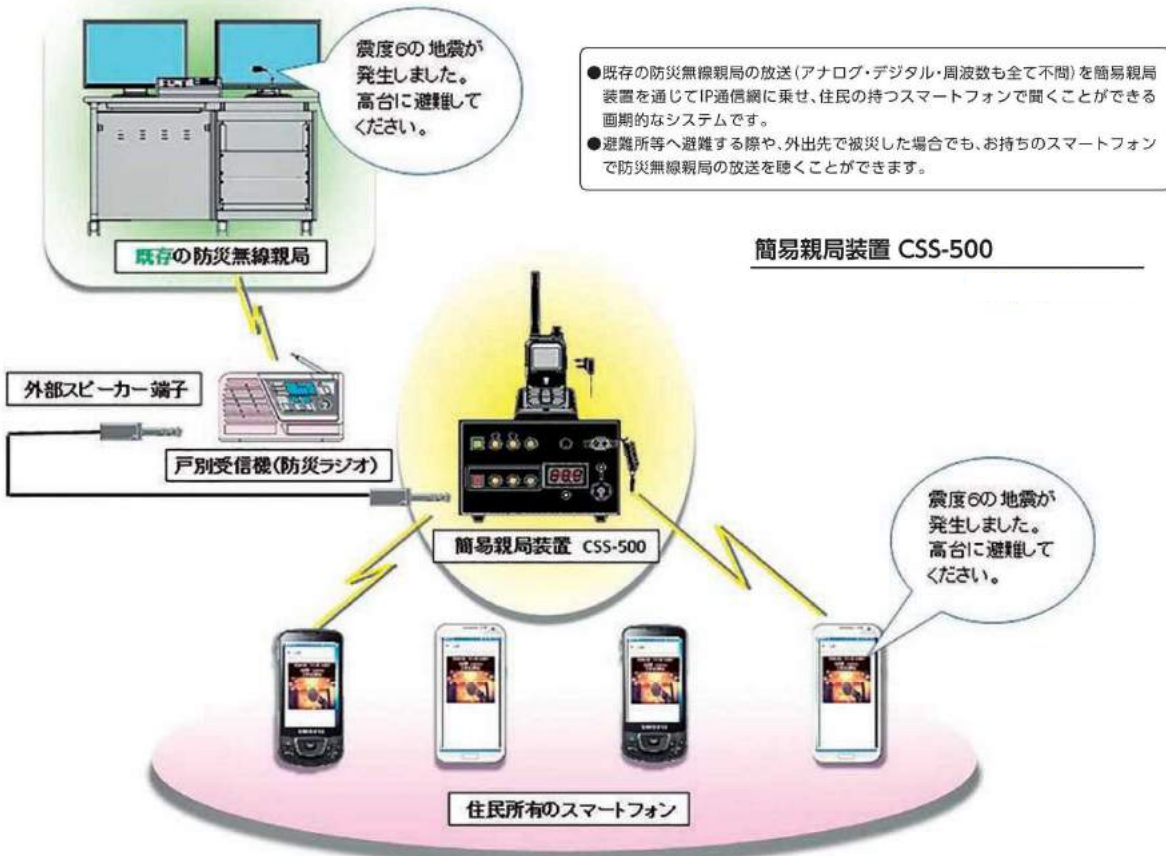 震度6の地震が
発生しました。
高台に避難して
ください。
●既存の防災無線親局の放送(アナログ・デジタル・周波数も全て不問)を簡易親局
装置を通じてIP通信網に乗せ、住民の持つスマートフォンで聞くことができる
画期的なシステムです。
●避難所等へ避難する際や、外出先で被災した場合でも、お持ちのスマートフォン
で防災無線親局の放送を聴くことができます。
既存の防災無線親局
簡易親局装置 CSS-500
外部スピーカー端子
戸別受信機(防災ラジオ)
簡易親局装置 CSS-500
震度6の地震が
発生しました。
高台に避難して
ください。
SAMSUNG
SAMSUNG
住民所有のスマートフォン